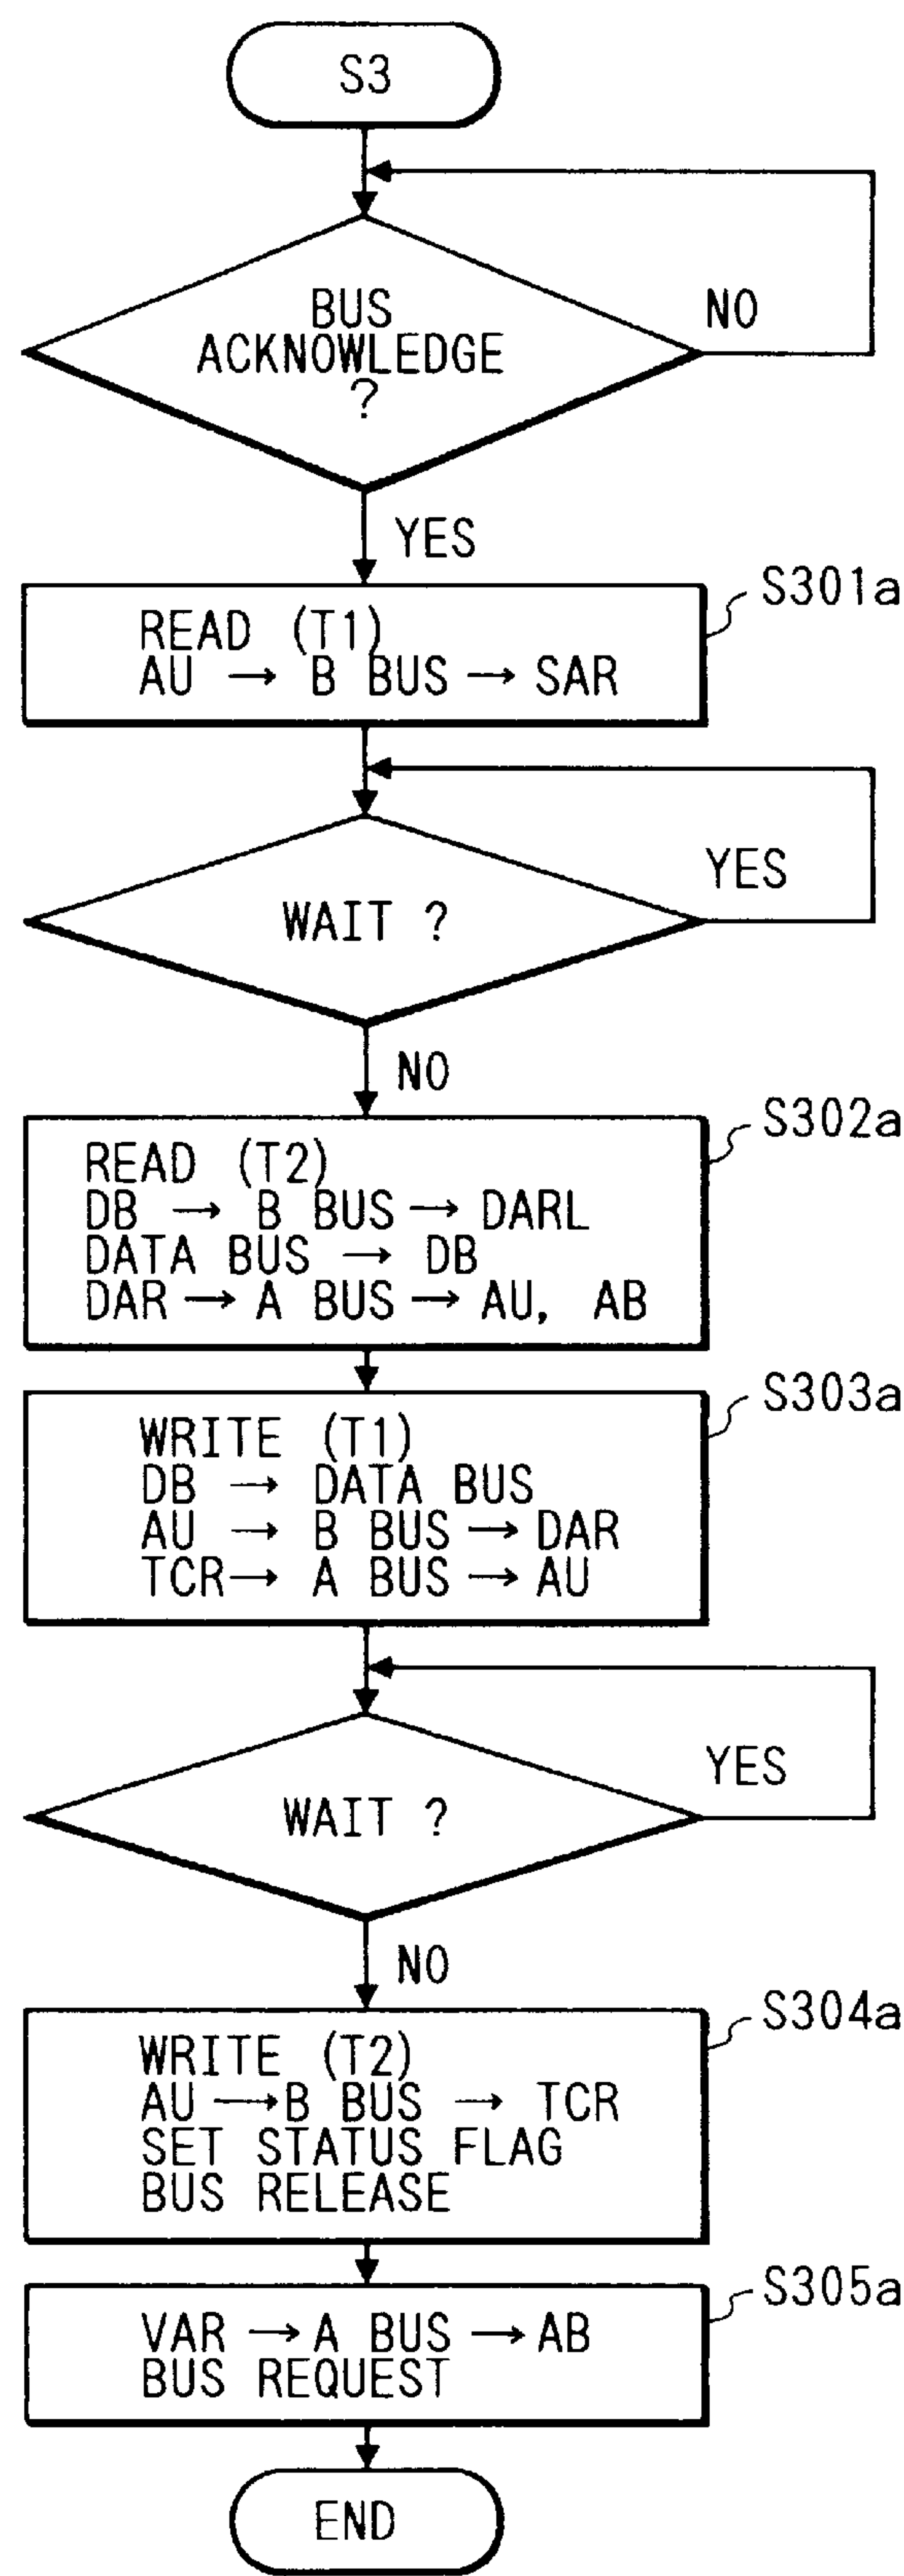 S3
BUS
ACKNOWLEDGE
?
NO
YES
S301a
READ (T1)
AU → B BUS → SAR
WAIT ?
YES
NO
S302a
READ (T2)
DB → B BUS → DARL
DATA BUS → DB
DAR → A BUS → AU, AB
S303a
WRITE (T1)
DB → DATA BUS
AU → B BUS → DAR
TCR → A BUS → AU
WAIT ?
YES
NO
S304a
WRITE (T2)
AU → B BUS → TCR
SET STATUS FLAG
BUS RELEASE
S305a
VAR → A BUS → AB
BUS REQUEST
END